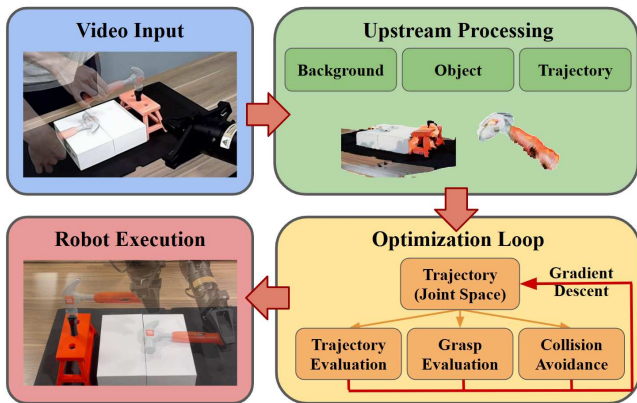 Video Input
Upstream Processing
Background
Object
Trajectory
Robot Execution
Optimization Loop
Trajectory
(Joint Space)
Gradient
Descent
Trajectory
Evaluation
Grasp
Evaluation
Collision
Avoidance